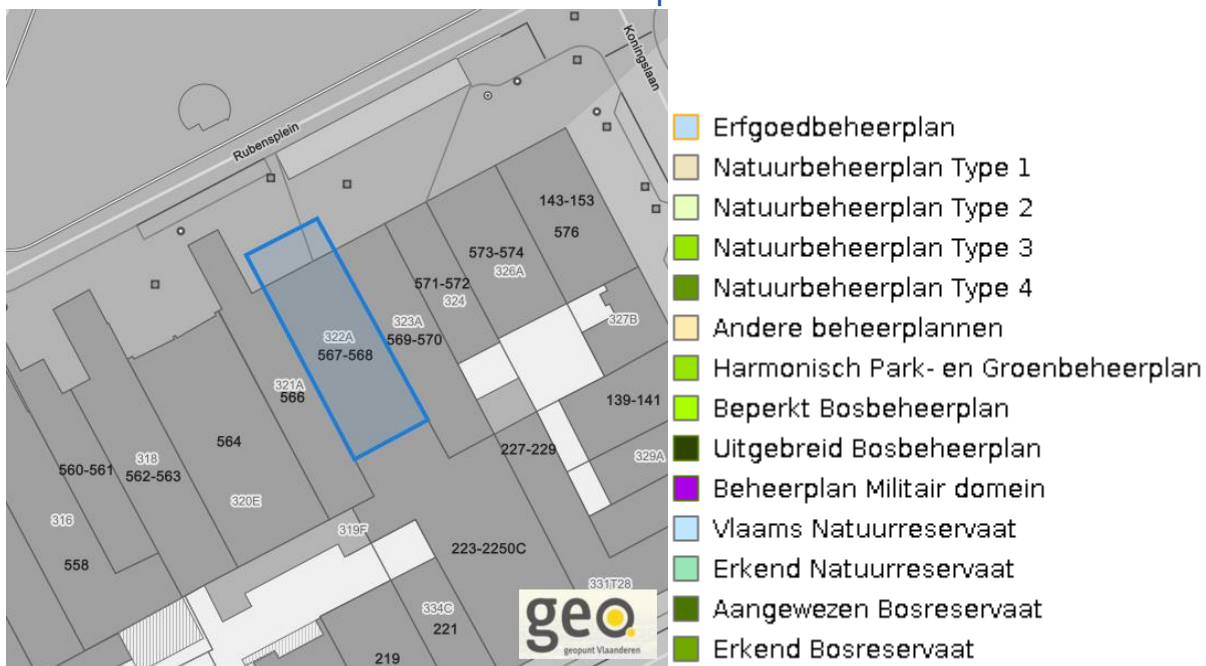 Koningslaan
Rubensplein
143-153
576
573-574
326A
571-572
324
327B
323A
569-570
322A
567-568
321A
566
139-141
564
227-229
329A
560-561
318
562-563
320E
316
319F
558
223-2250C
331T28
334C
221
219
geo
geopunt Vlaanderen
Erfgoedbeheerplan
Natuurbeheerplan Type 1
Natuurbeheerplan Type 2
Natuurbeheerplan Type 3
Natuurbeheerplan Type 4
Andere beheerplannen
Harmonisch Park- en Groenbeheerplan
Beperkt Bosbeheerplan
Uitgebreid Bosbeheerplan
Beheerplan Militair domein
Vlaams Natuurreservaat
Erkend Natuurreservaat
Aangewezen Bosreservaat
Erkend Bosreservaat